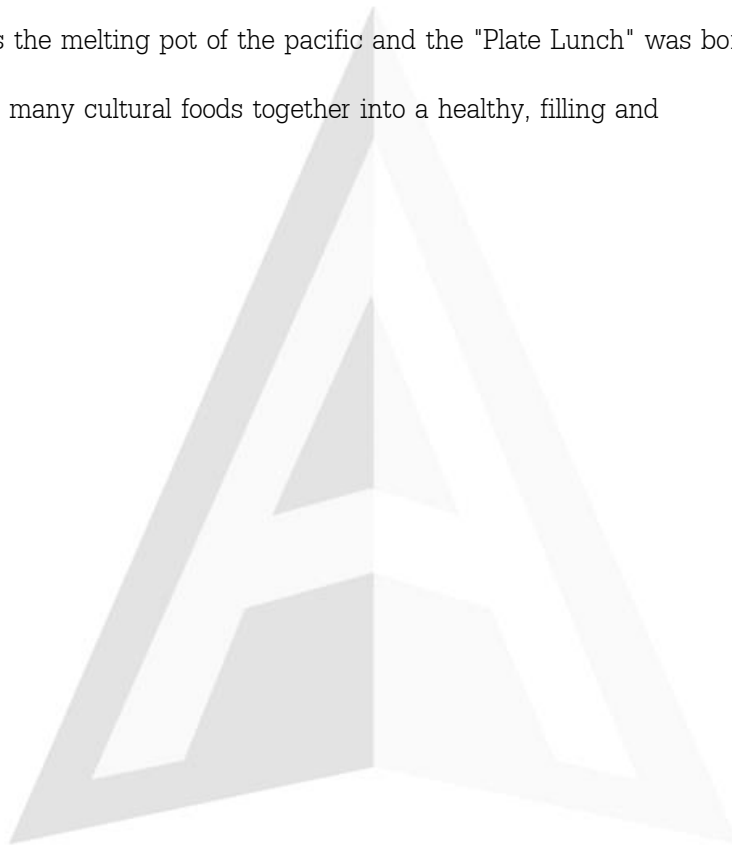 the melting pot of the pacific and the "Plate Lunch" was
many cultural foods together into a healthy, filling and